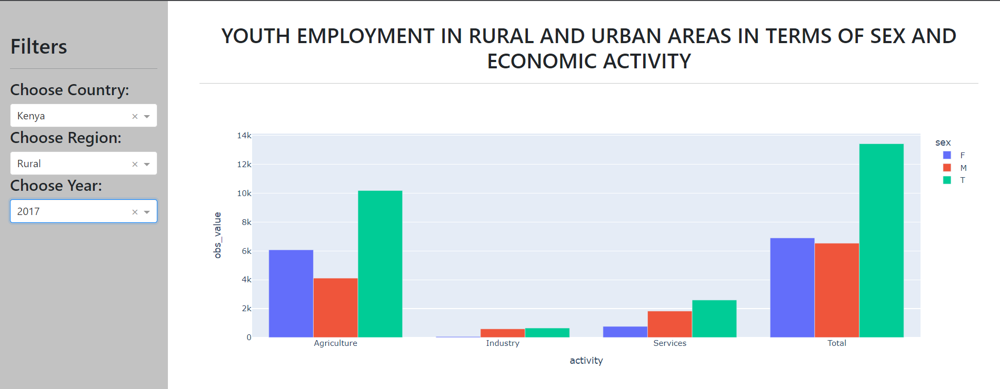 Filters
Choose Country:
Kenya
Choose Region:
Rural
Choose Year:
2017
YOUTH EMPLOYMENT IN RURAL AND URBAN AREAS IN TERMS OF SEX AND
ECONOMIC ACTIVITY
14k
12k
10k
8k
6k
4k
2k
0
obs_value
Agriculture
Industry
Services
Total
activity
sex
F
M
T